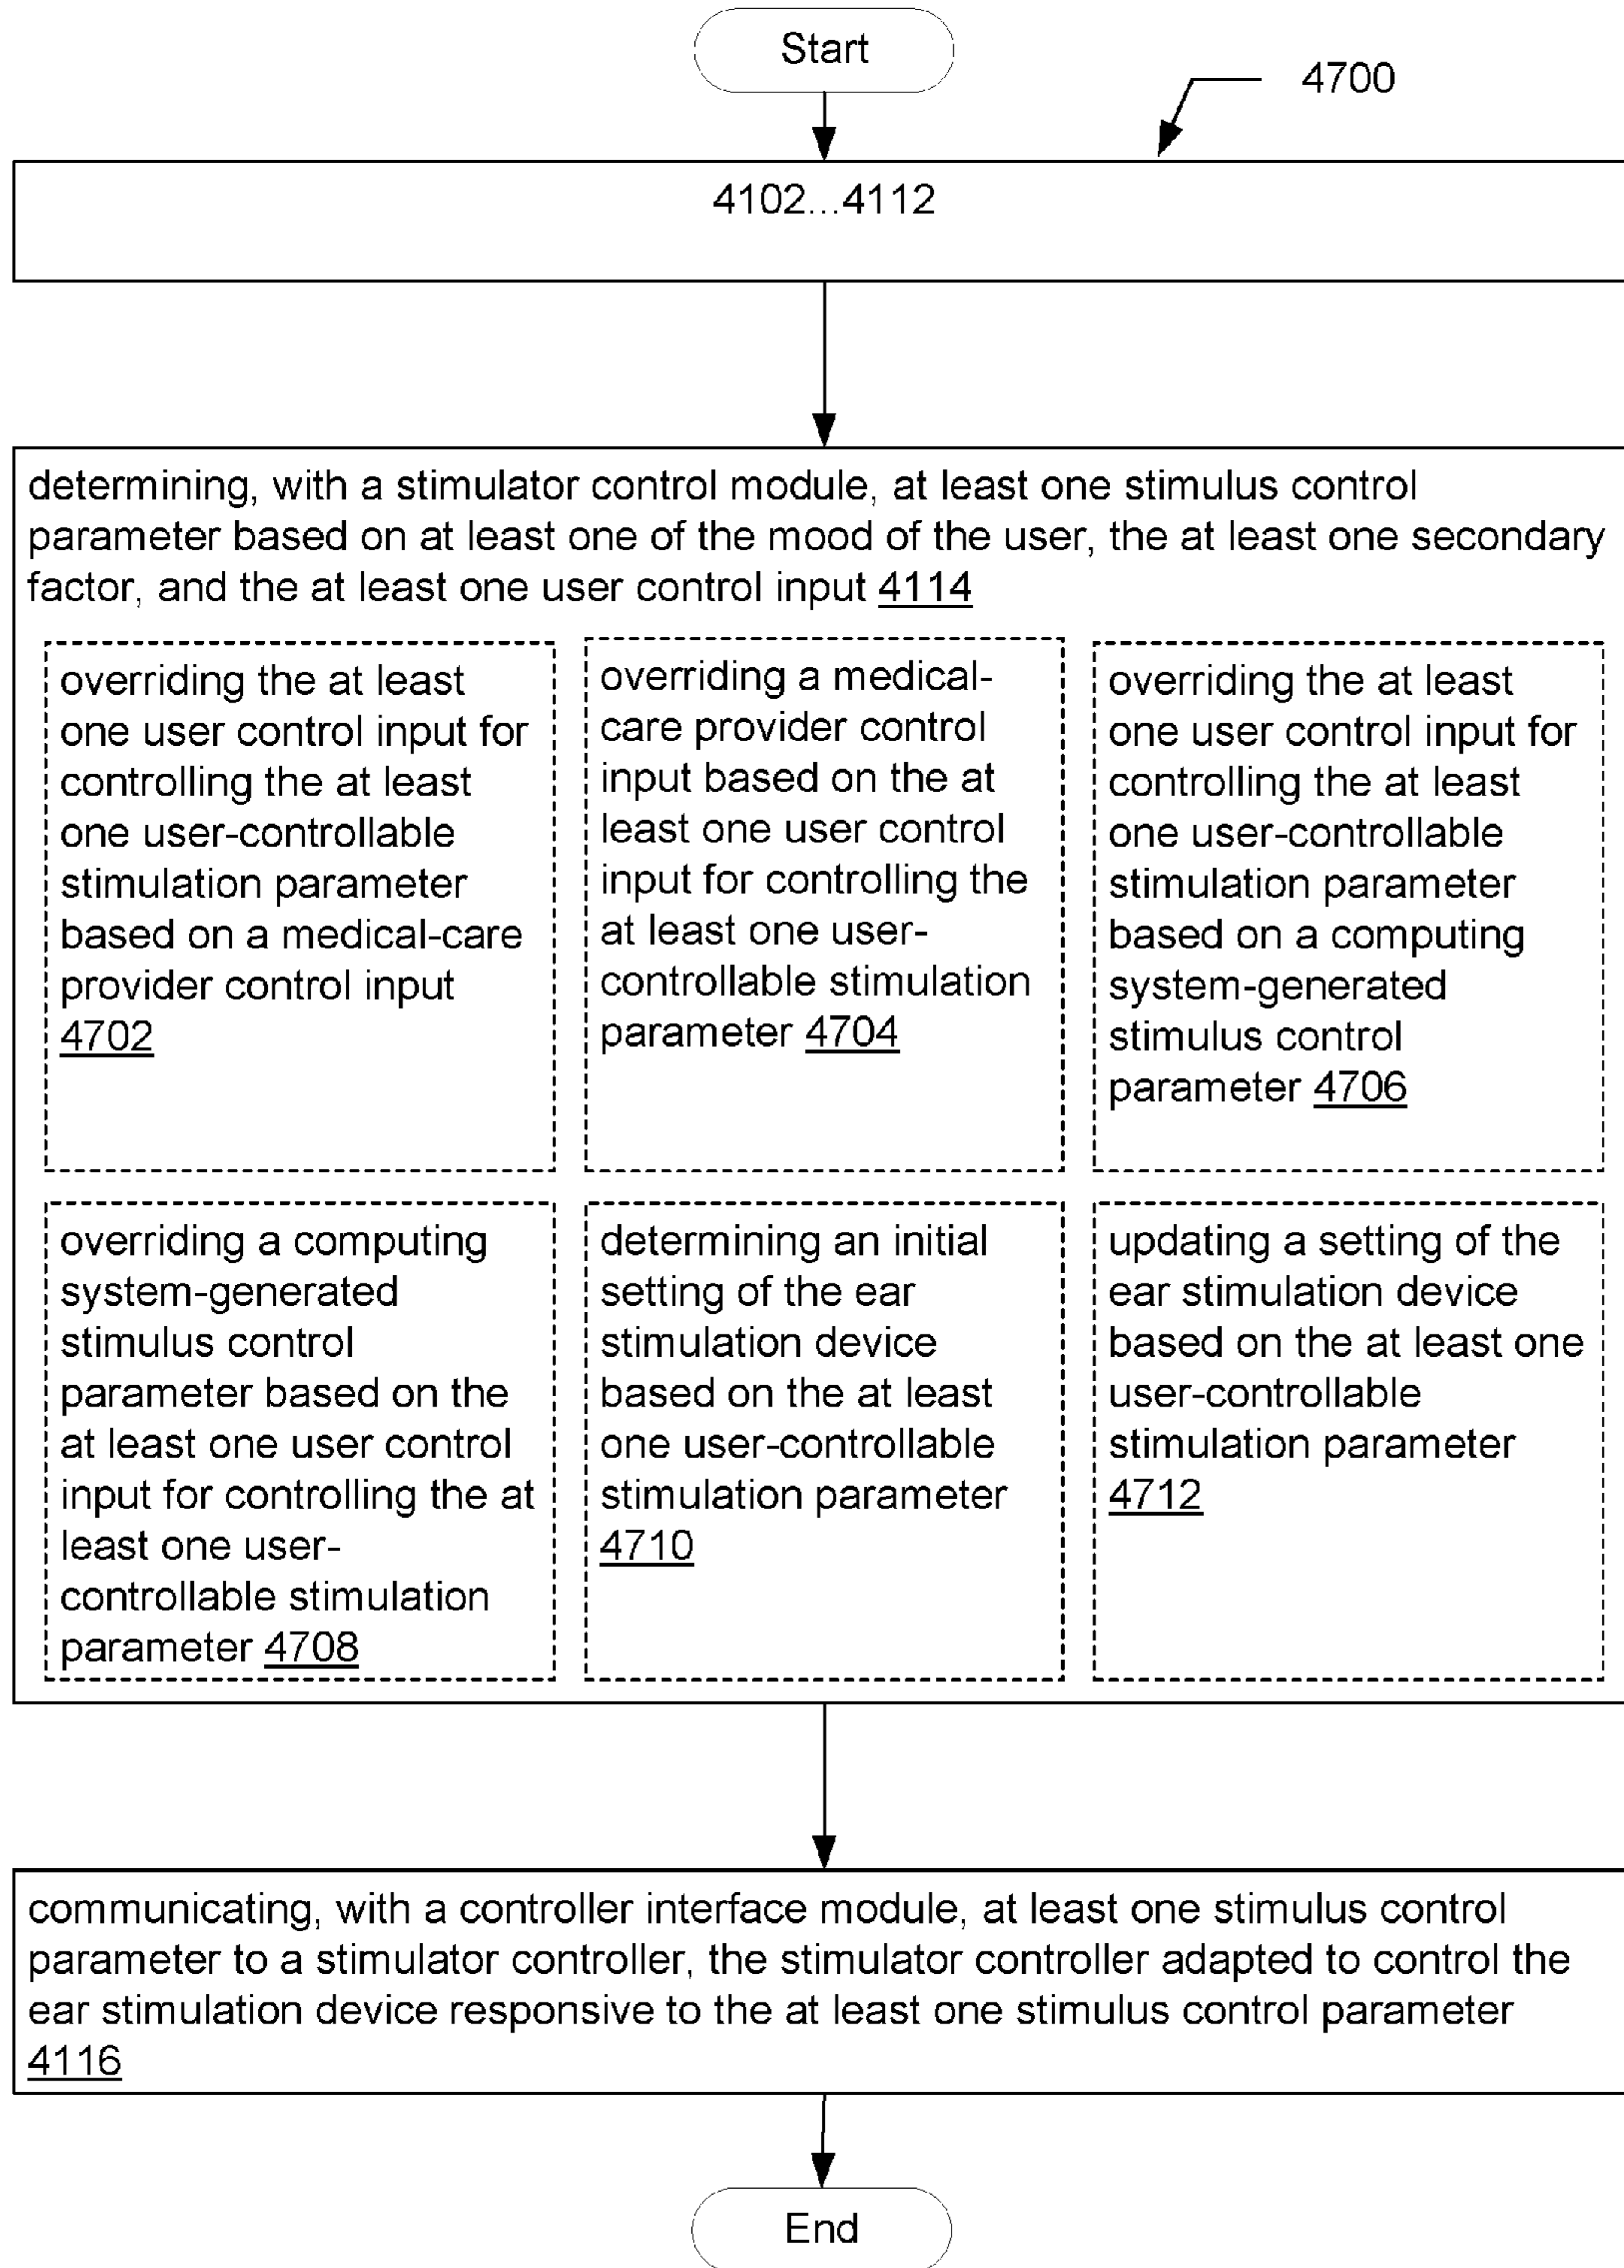 Start
4700
4102...4112
determining, with a stimulator control module, at least one stimulus control
parameter based on at least one of the mood of the user, the at least one secondary
factor, and the at least one user control input 4114
overriding the at least
one user control input for
controlling the at least
one user-controllable
stimulation parameter
based on a medical-care
provider control input
4702
overriding a medical-
care provider control
input based on the at
least one user control
input for controlling the
at least one user-
controllable stimulation
parameter 4704
overriding the at least
one user control input for
controlling the at least
one user-controllable
stimulation parameter
based on a computing
system-generated
stimulus control
parameter 4706
overriding a computing
system-generated
stimulus control
parameter based on the
at least one user control
input for controlling the at
least one user-
controllable stimulation
parameter 4708
determining an initial
setting of the ear
stimulation device
based on the at least
one user-controllable
stimulation parameter
4710
updating a setting of the
ear stimulation device
based on the at least one
user-controllable
stimulation parameter
4712
communicating, with a controller interface module, at least one stimulus control
parameter to a stimulator controller, the stimulator controller adapted to control the
ear stimulation device responsive to the at least one stimulus control parameter
4116
End